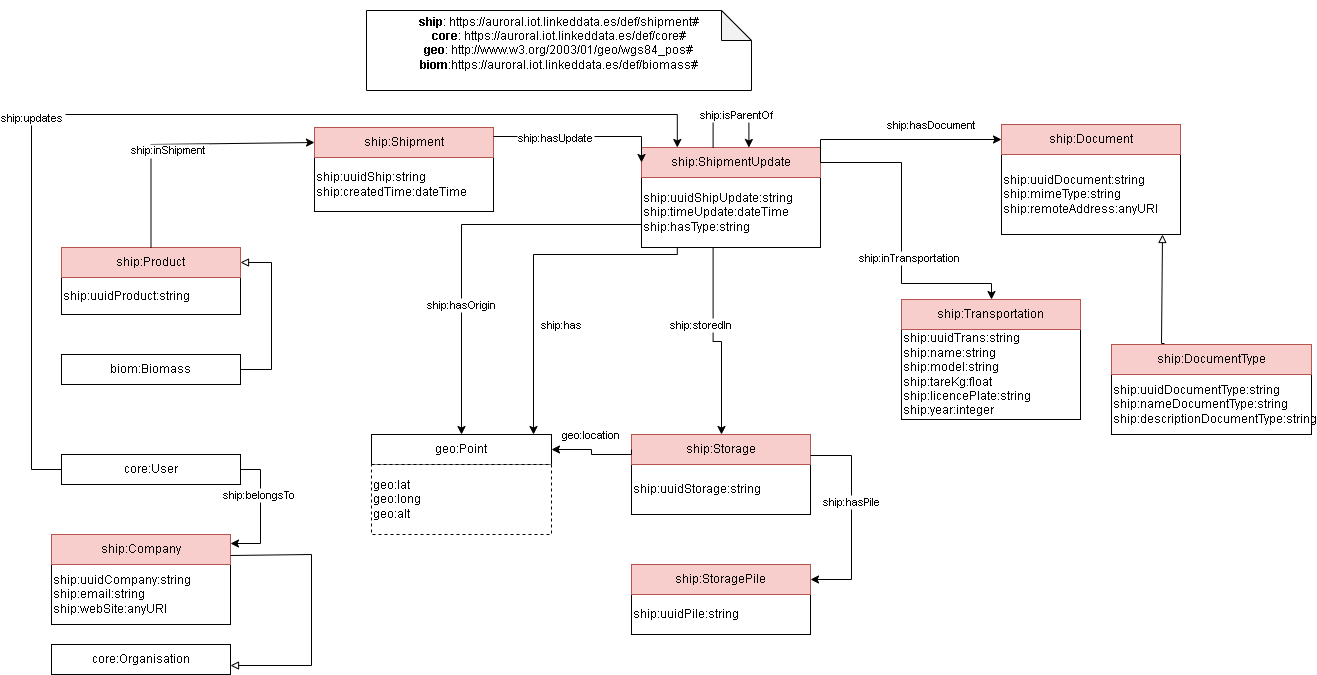 ship: https://auroral.iot.linkeddata.es/def/shipment#
core: https://auroral.iot.linkeddata.es/def/core#
geo: http://www.w3.org/2003/01/geo/wgs84_pos#
biom:https://auroral.iot.linkeddata.es/def/biomass#
ship:updates
ship:isParentOf
ship:hasDocument
ship:inShipment
ship:Shipment
ship:uuidShip:string
ship:createdTime:dateTime
ship:hasUpdate
ship:ShipmentUpdate
ship:uuidShipUpdate:string
ship:timeUpdate:dateTime
ship:hasType:string
ship:Document
ship:uuidDocument:string
ship:mimeType:string
ship:remoteAddress:anyURI
ship:Product
ship:uuidProduct:string
ship:inTransportation
ship:hasOrigin
ship:has
ship:storedIn
ship:Transportation
ship:uuidTrans:string
ship:name:string
ship:model:string
ship:tareKg:float
ship:licencePlate:string
ship:year:integer
ship:DocumentType
ship:uuidDocumentType:string
ship:nameDocumentType:string
ship:descriptionDocumentType:string
biom:Biomass
geo:Point
geo:lat
geo:long
geo:alt
geo:location
ship:Storage
ship:uuidStorage:string
ship:hasPile
core:User
ship:belongsTo
ship:Company
ship:uuidCompany:string
ship:email:string
ship:webSite:anyURI
ship:StoragePile
ship:uuidPile:string
core:Organisation